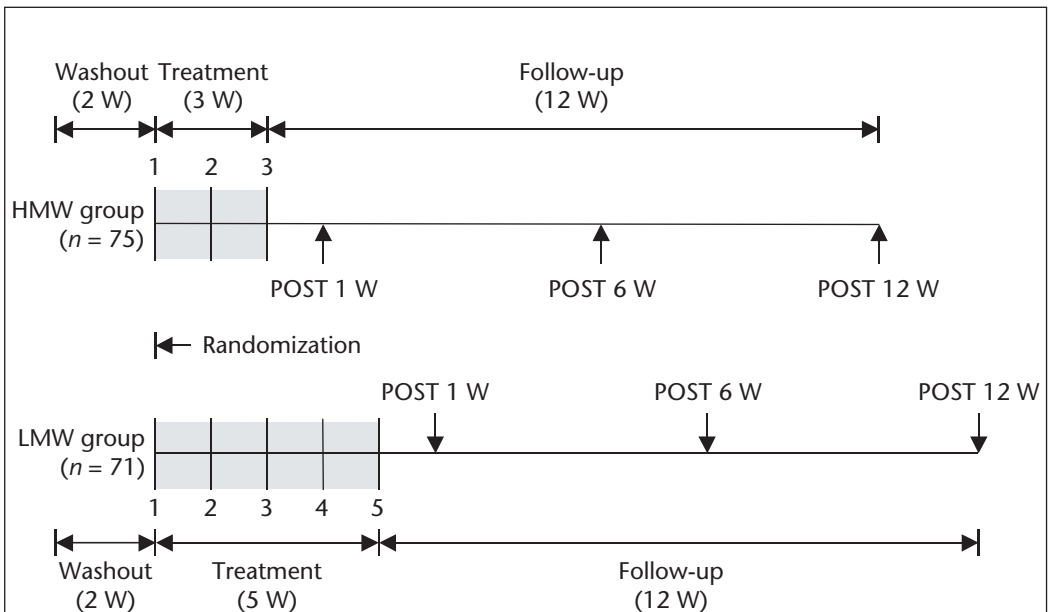 Washout Treatment Follow-up
(2 W) (3 W) (12 W)
1 2 3
HMW group
(n = 75)
POST 1 W POST 6 W POST 12 W
Randomization
POST 1 W POST 6 W POST 12 W
LMW group
(n = 71)
1 2 3 4 5
Washout Treatment Follow-up
(2 W) (5 W) (12 W)